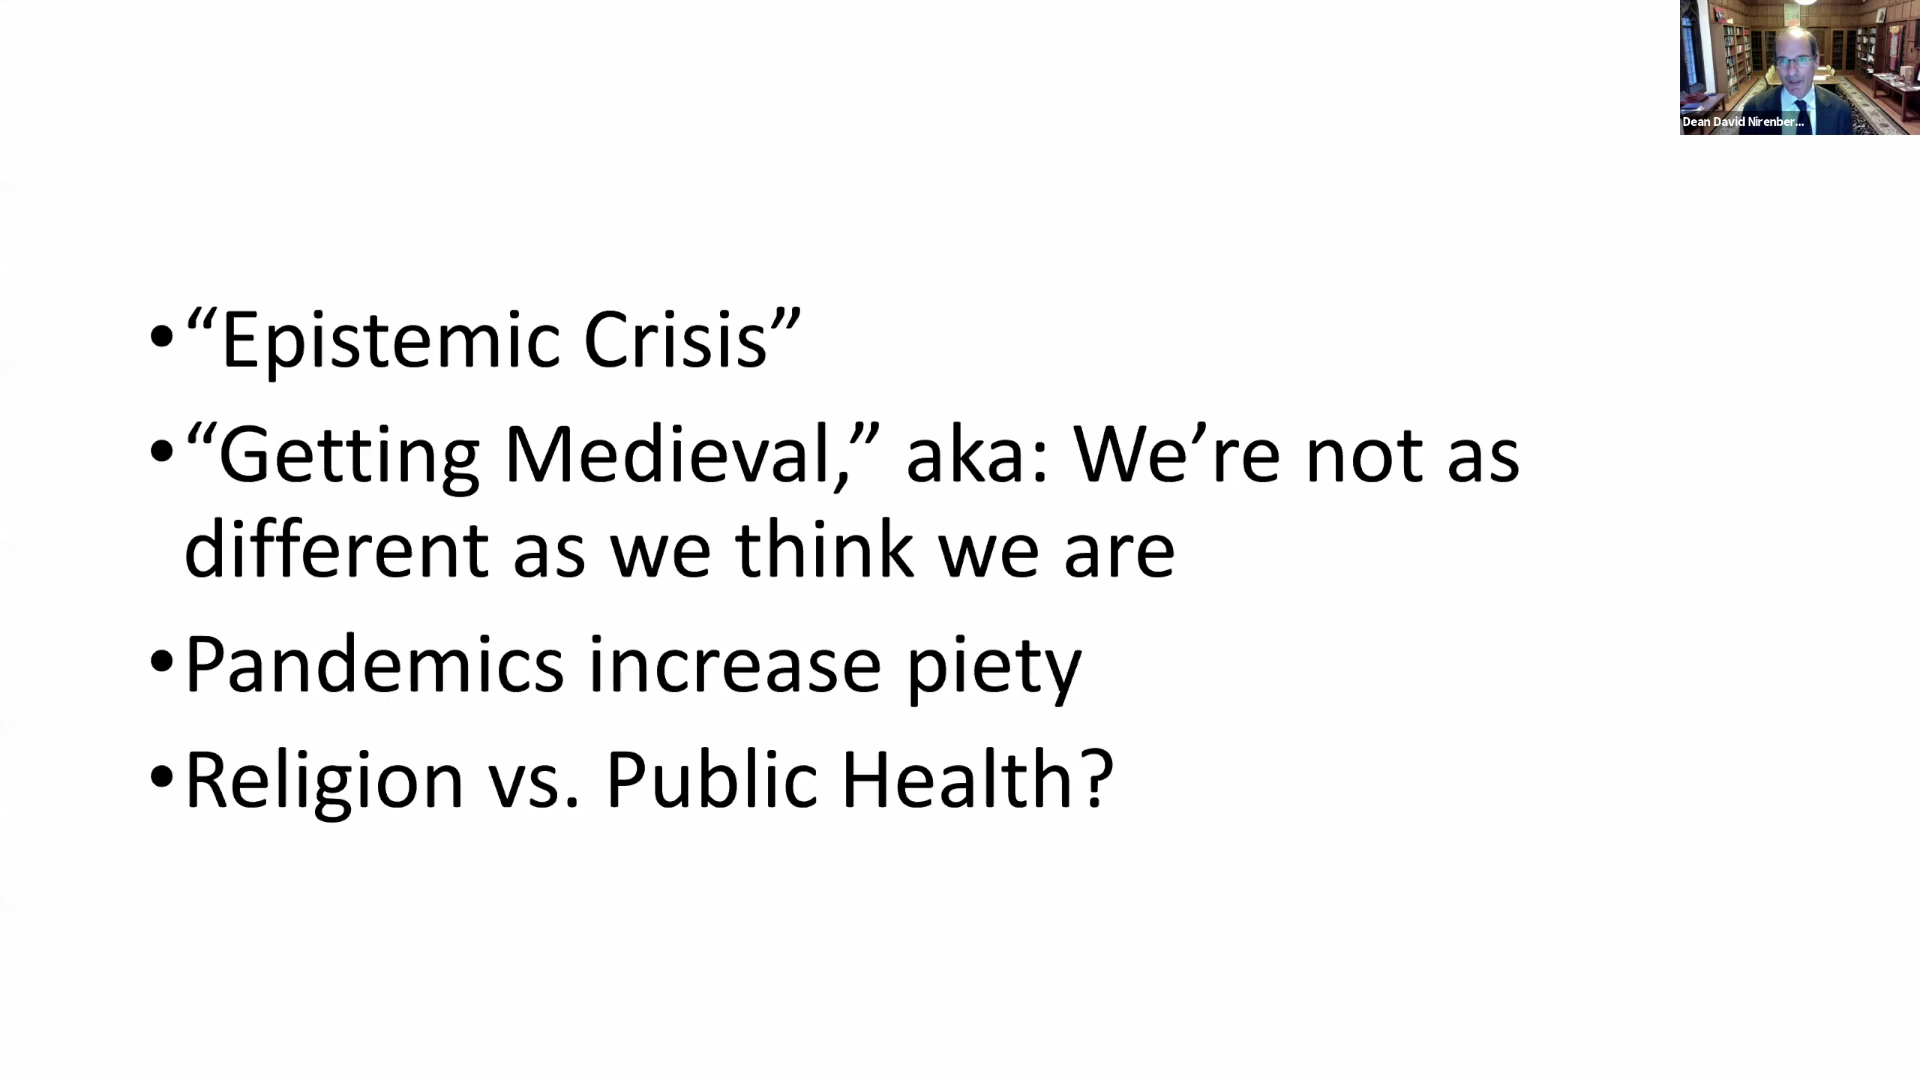 Dean David Nirenber...
• “Epistemic Crisis”
• “Getting Medieval,” aka: We’re not as
different as we think we are
• Pandemics increase piety
• Religion vs. Public Health?